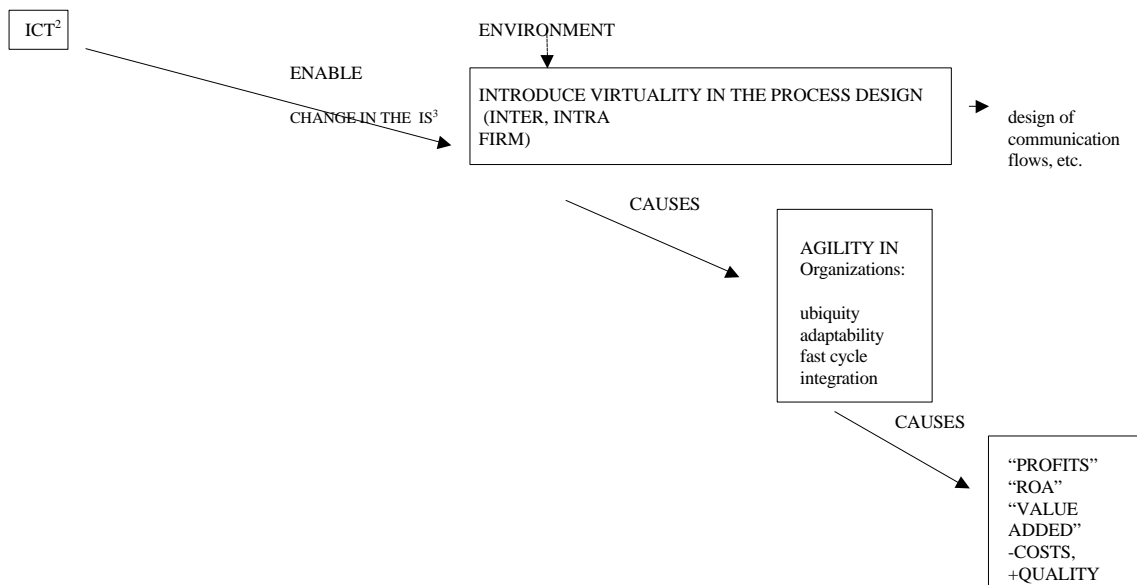 ICT²
ENVIRONMENT
ENABLE
CHANGE IN THE IS³
INTRODUCE VIRTUALITY IN THE PROCESS DESIGN
(INTER, INTRA
FIRM)
design of
communication
flows, etc.
CAUSES
AGILITY IN
Organizations:
ubiquity
adaptability
fast cycle
integration
CAUSES
“PROFITS”
“ROA”
“VALUE
ADDED”
-COSTS,
+QUALITY